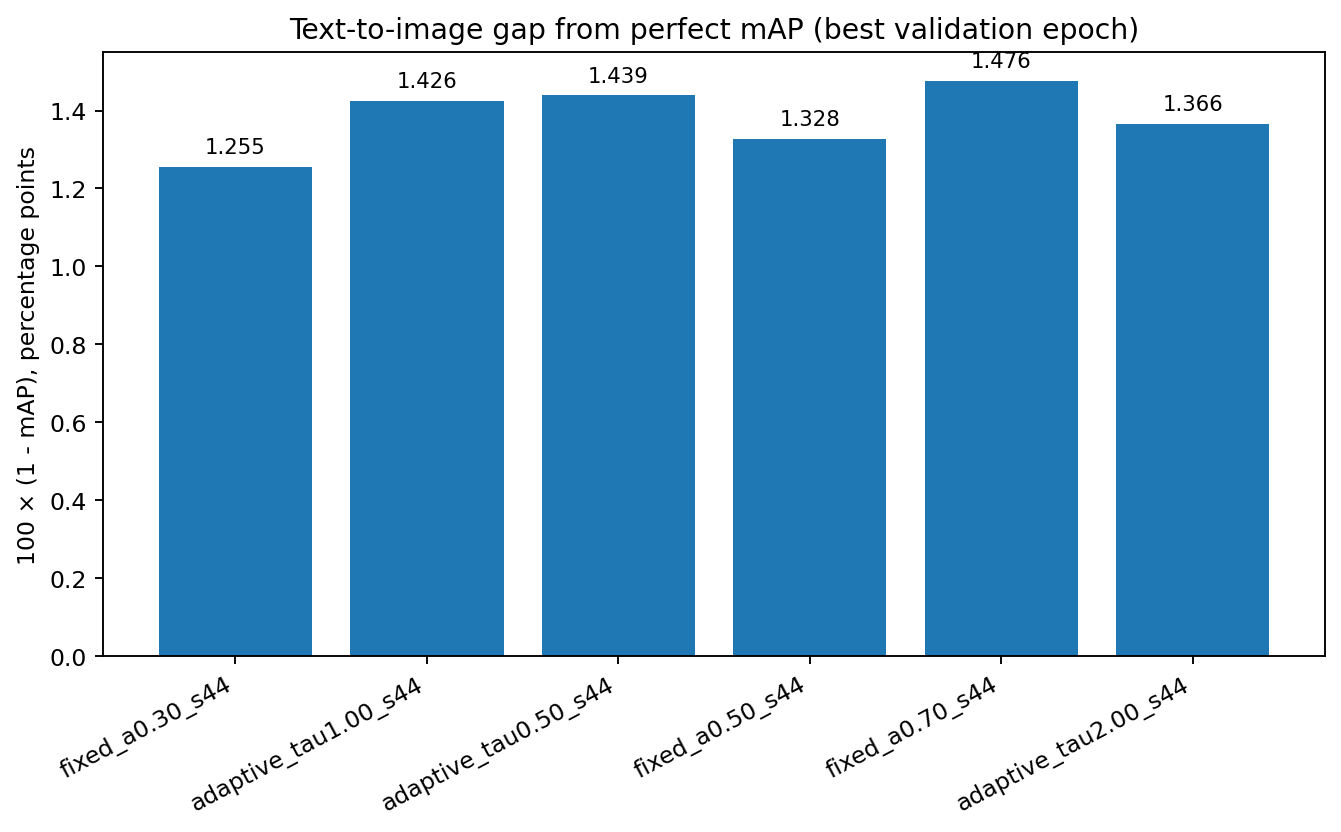 Text-to-image gap from perfect mAP (best validation epoch)
100 × (1 - mAP), percentage points
1.4
1.2
1.0
0.8
0.6
0.4
0.2
0.0
1.255
1.426
1.439
1.328
1.476
1.366
fixed_a0.30_s44
adaptive_tau1.00_s44
adaptive_tau0.50_s44
fixed_a0.50_s44
fixed_a0.70_s44
adaptive_tau2.00_s44